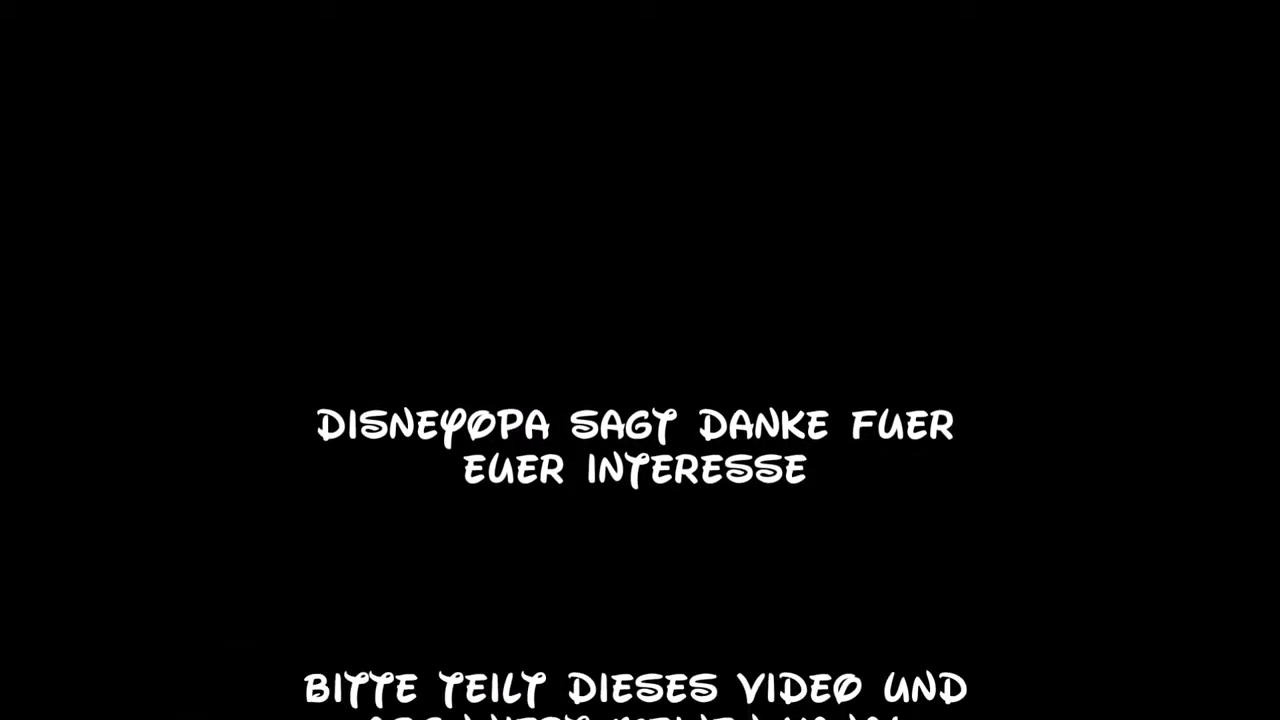 DISNEYOPA SAGT DANKE FUER
EUER INTERESSE
BITTE TEILT DIESES VIDEO UND